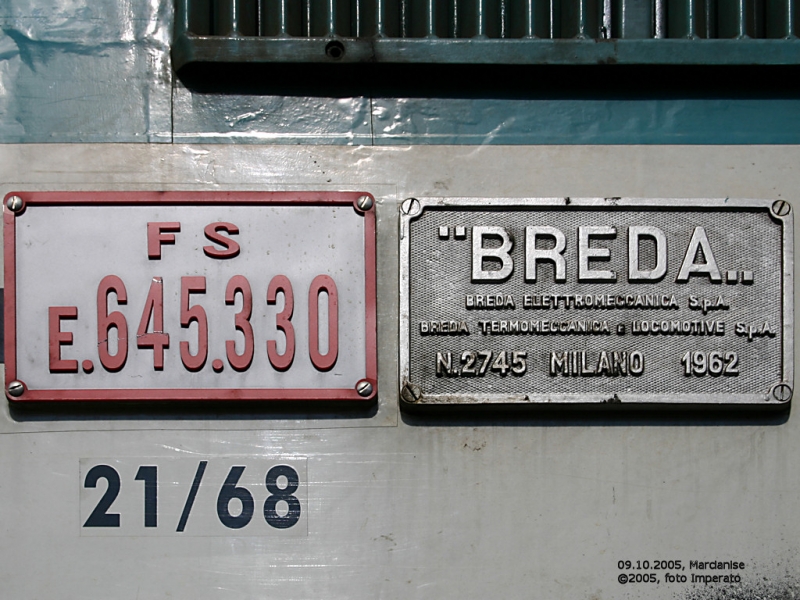 FS
E.645.330
"BREDA„
BREDA ELETTROMECCANICA S.p.A.
BREDA TERMOMECCANICA E LOCOMOTIVE S.p.A.
N.2745 MILANO 1962
21/68
09.10.2005, Mardanise
©2005, foto Imperato